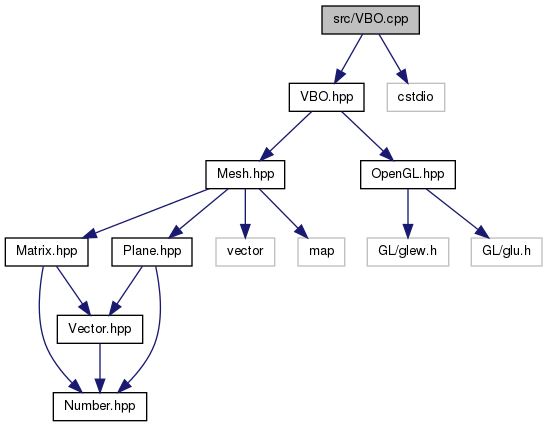 src/VBO.cpp
VBO.hpp
cstdio
Mesh.hpp
OpenGL.hpp
Matrix.hpp
Plane.hpp
vector
map
GL/glew.h
GL/glu.h
Vector.hpp
Number.hpp